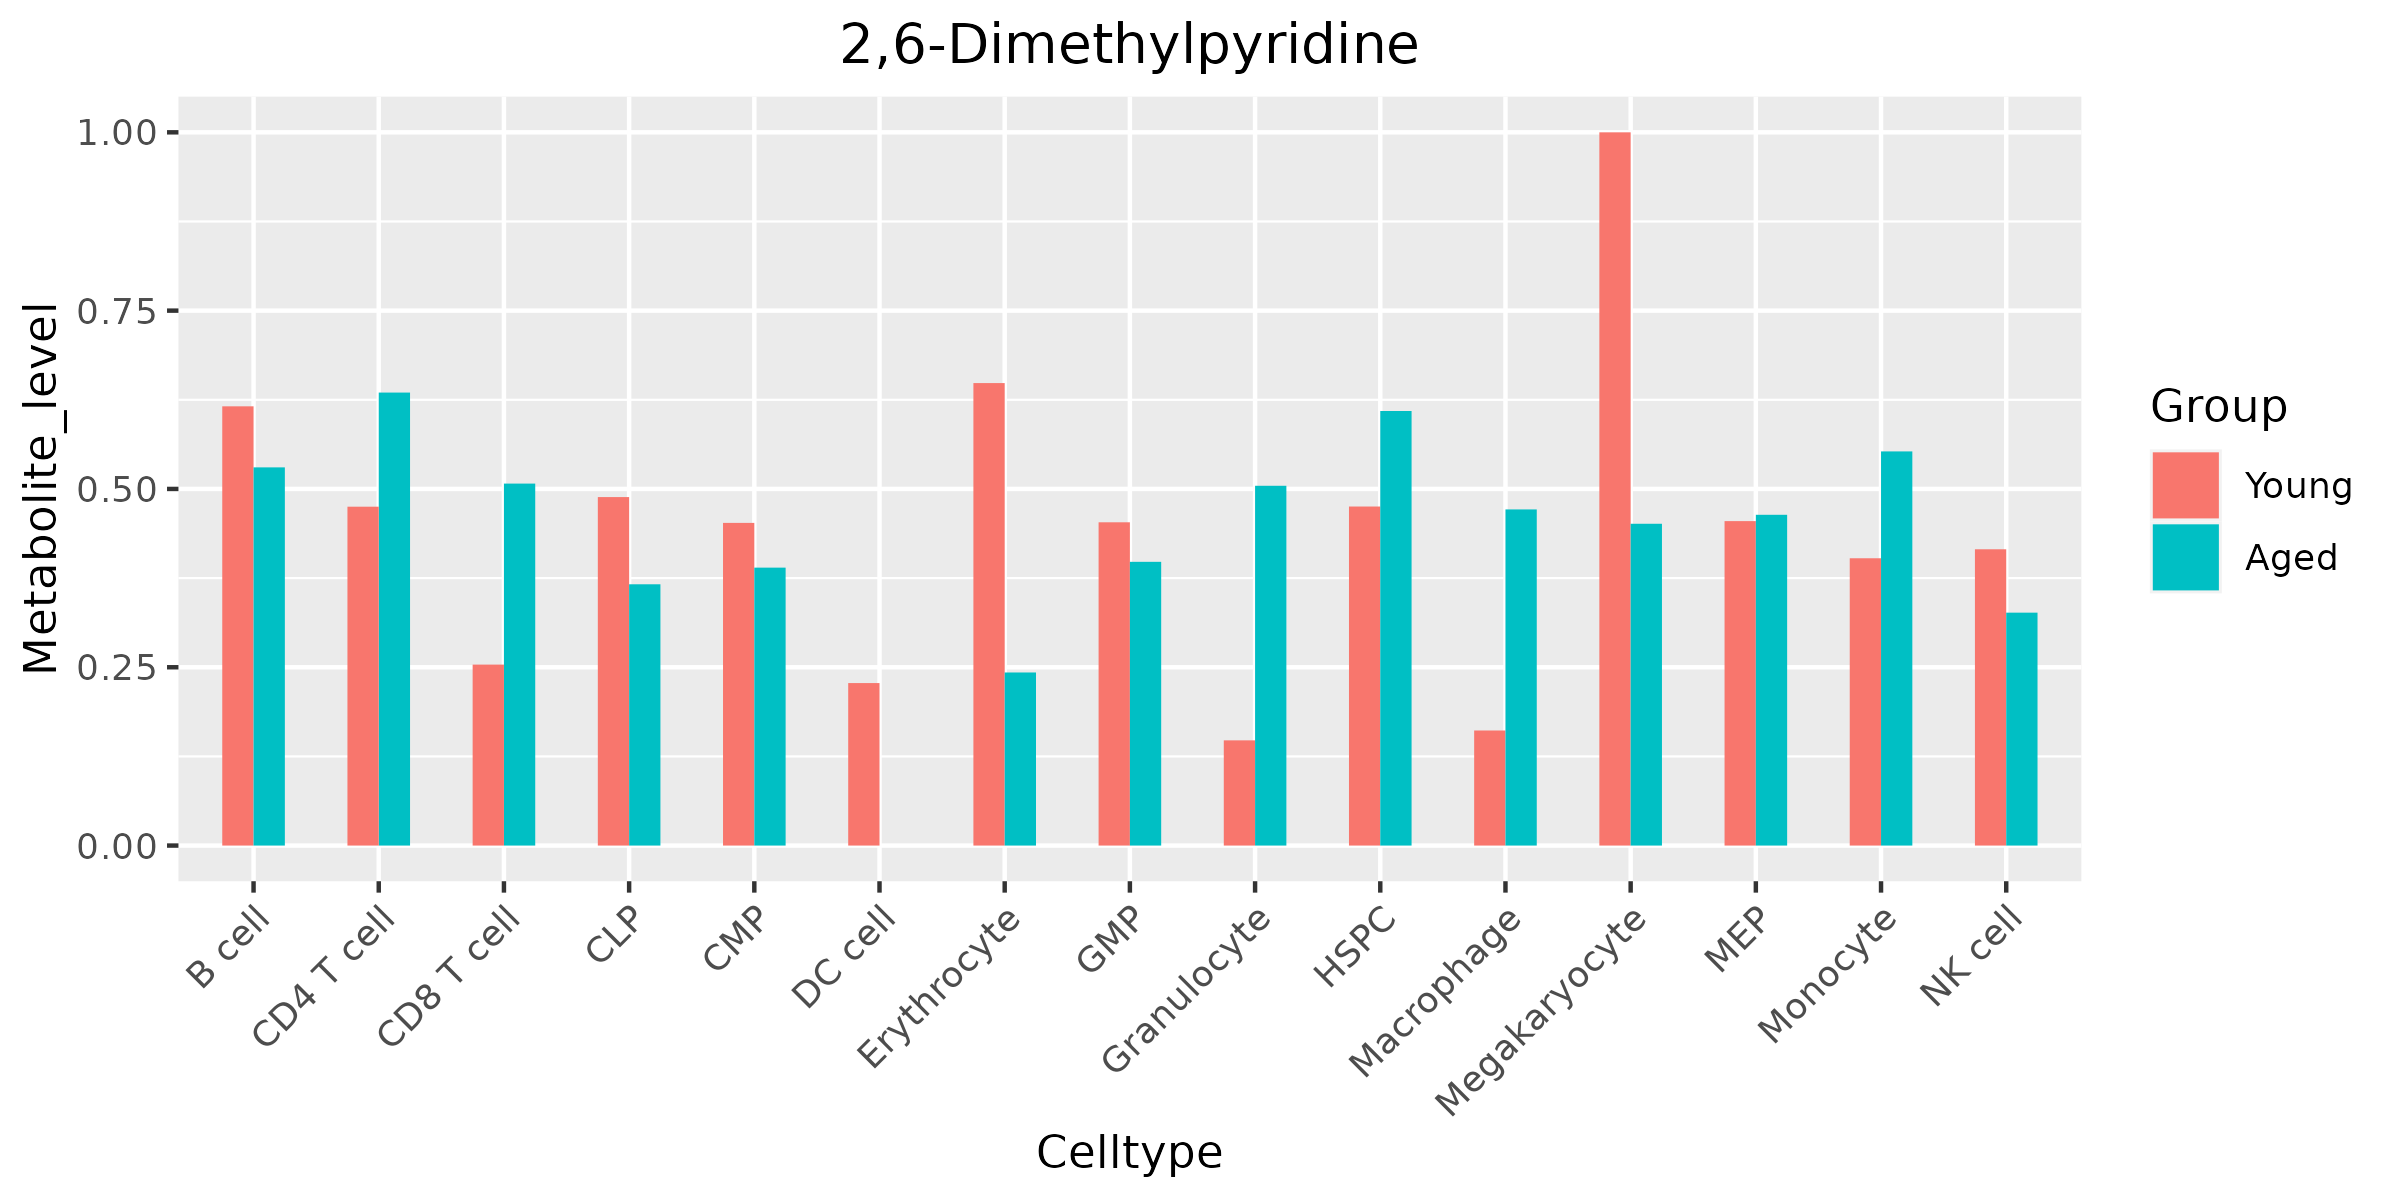 2,6-Dimethylpyridine
Metabolite_level
1.00
0.75
0.50
0.25
0.00
B cell
CD4 T cell
CD8 T cell
CLP
CMP
DC cell
Erythrocyte
GMP
Granulocyte
HSPC
Macrophage
Megakaryocyte
MEP
Monocyte
NK cell
Celltype
Group
Young
Aged